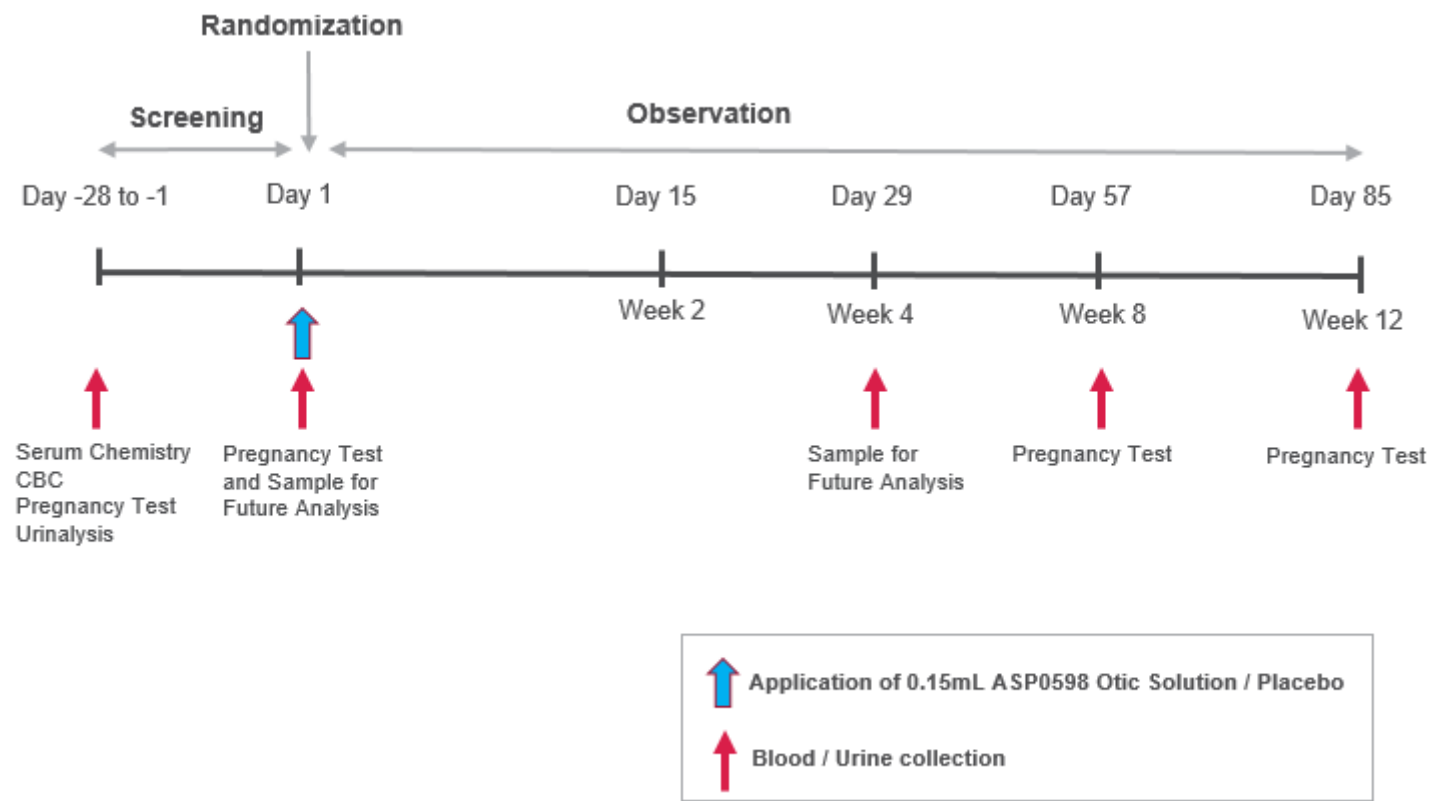 Randomization
Screening
Observation
Day -28 to -1
Day 1
Day 15
Day 29
Day 57
Day 85
Week 2
Week 4
Week 8
Week 12
Serum Chemistry
CBC
Pregnancy Test
Urinalysis
Pregnancy Test
and Sample for
Future Analysis
Sample for
Future Analysis
Pregnancy Test
Pregnancy Test
Application of 0.15mL ASP0598 Otic Solution / Placebo
Blood / Urine collection